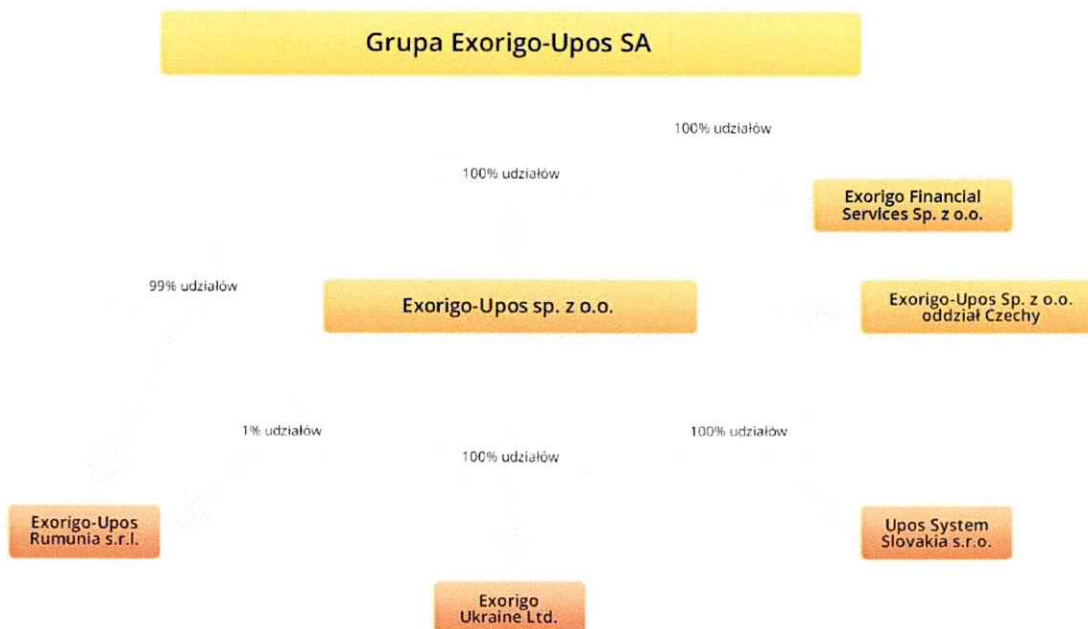 Grupa Exorigo-Upos SA
100% udziałów
100% udziałów
Exorigo Financial
Services Sp. z o.o.
99% udziałów
Exorigo-Upos sp. z o.o.
Exorigo-Upos Sp. z o.o.
oddział Czechy
1% udziałów
100% udziałów
100% udziałów
Exorigo-Upos
Rumunia s.r.l.
Upos System
Slovakia s.r.o.
Exorigo
Ukraine Ltd.